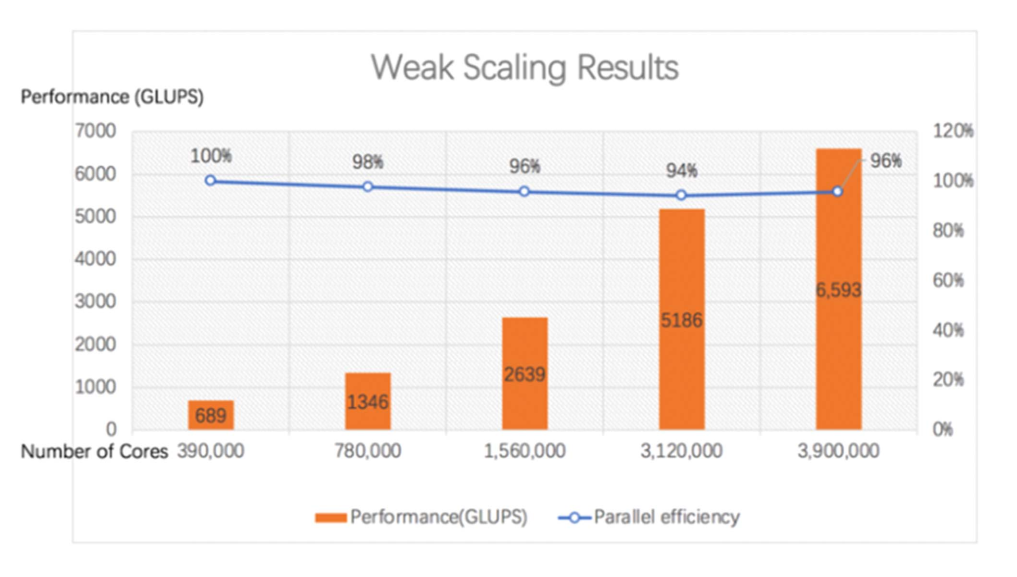 Weak Scaling Results
Performance (GLUPS)
7000 120%
6000 100%
5000 80%
4000 60%
3000 40%
2000 20%
1000 0%
0
100% 98% 96% 94% 96%
689 1346 2639 5186 6,593
Number of Cores 390,000 780,000 1,560,000 3,120,000 3,900,000
Performance(GLUPS) Parallel efficiency